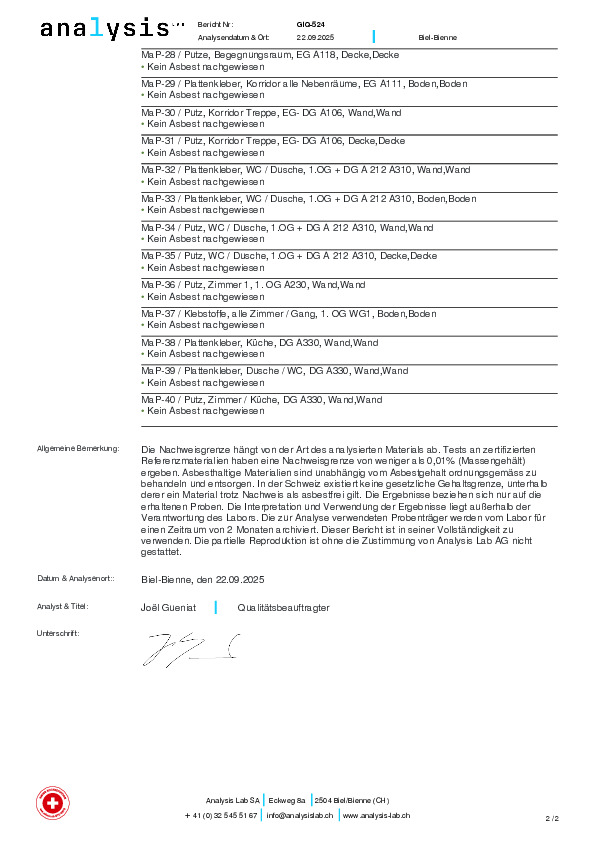 analysis
Bericht Nr: GIQ-524
Analysendatum & Ort: 22.09.2025 Biel-Bienne
MaP-28 / Putze, Begegnungsraum, EG A118, Decke,Decke
• Kein Asbest nachgewiesen
MaP-29 / Plattenkleber, Korridor alle Nebenräume, EG A111, Boden,Boden
• Kein Asbest nachgewiesen
MaP-30 / Putz, Korridor Treppe, EG- DG A106, Wand,Wand
• Kein Asbest nachgewiesen
MaP-31 / Putz, Korridor Treppe, EG- DG A106, Decke,Decke
• Kein Asbest nachgewiesen
MaP-32 / Plattenkleber, WC / Dusche, 1.OG + DG A 212 A310, Wand,Wand
• Kein Asbest nachgewiesen
MaP-33 / Plattenkleber, WC / Dusche, 1.OG + DG A 212 A310, Boden,Boden
• Kein Asbest nachgewiesen
MaP-34 / Putz, WC / Dusche, 1.OG + DG A 212 A310, Wand,Wand
• Kein Asbest nachgewiesen
MaP-35 / Putz, WC / Dusche, 1.OG + DG A 212 A310, Decke,Decke
• Kein Asbest nachgewiesen
MaP-36 / Putz, Zimmer 1, 1. OG A230, Wand,Wand
• Kein Asbest nachgewiesen
MaP-37 / Klebstoffe, alle Zimmer / Gang, 1. OG WG1, Boden,Boden
• Kein Asbest nachgewiesen
MaP-38 / Plattenkleber, Küche, DG A330, Wand,Wand
• Kein Asbest nachgewiesen
MaP-39 / Plattenkleber, Dusche / WC, DG A330, Wand,Wand
• Kein Asbest nachgewiesen
MaP-40 / Putz, Zimmer / Küche, DG A330, Wand,Wand
• Kein Asbest nachgewiesen
Allgemeine Bemerkung: Die Nachweisgrenze hängt von der Art des analysierten Materials ab. Tests an zertifizierten
Referenzmaterialien haben eine Nachweisgrenze von weniger als 0,01% (Massengehält)
ergeben. Asbesthaltige Materialien sind unabhängig vom Asbestgehalt ordnungsgemäss zu
behandeln und entsorgen. In der Schweiz existiert keine gesetzliche Gehaltsgrenze, unterhalb
derer ein Material trotz Nachweis als asbestfrei gilt. Die Ergebnisse beziehen sich nur auf die
erhaltenen Proben. Die Interpretation und Verwendung der Ergebnisse liegt außerhalb der
Verantwortung des Labors. Die zur Analyse verwendeten Probenträger werden vom Labor für
einen Zeitraum von 2 Monaten archiviert. Dieser Bericht ist in seiner Vollständigkeit zu
verwenden. Die partielle Reproduktion ist ohne die Zustimmung von Analysis Lab AG nicht
gestattet.
Datum & Analysenort:: Biel-Bienne, den 22.09.2025
Analyst & Titel: Joël Gueniat Qualitätsbeauftragter
Unterschrift:
Analysis Lab SA Eckweg 8a 2504 Biel/Bienne (CH)
+ 41 (0) 32 545 51 67 info@analysislab.ch www.analysis-lab.ch
2 / 2